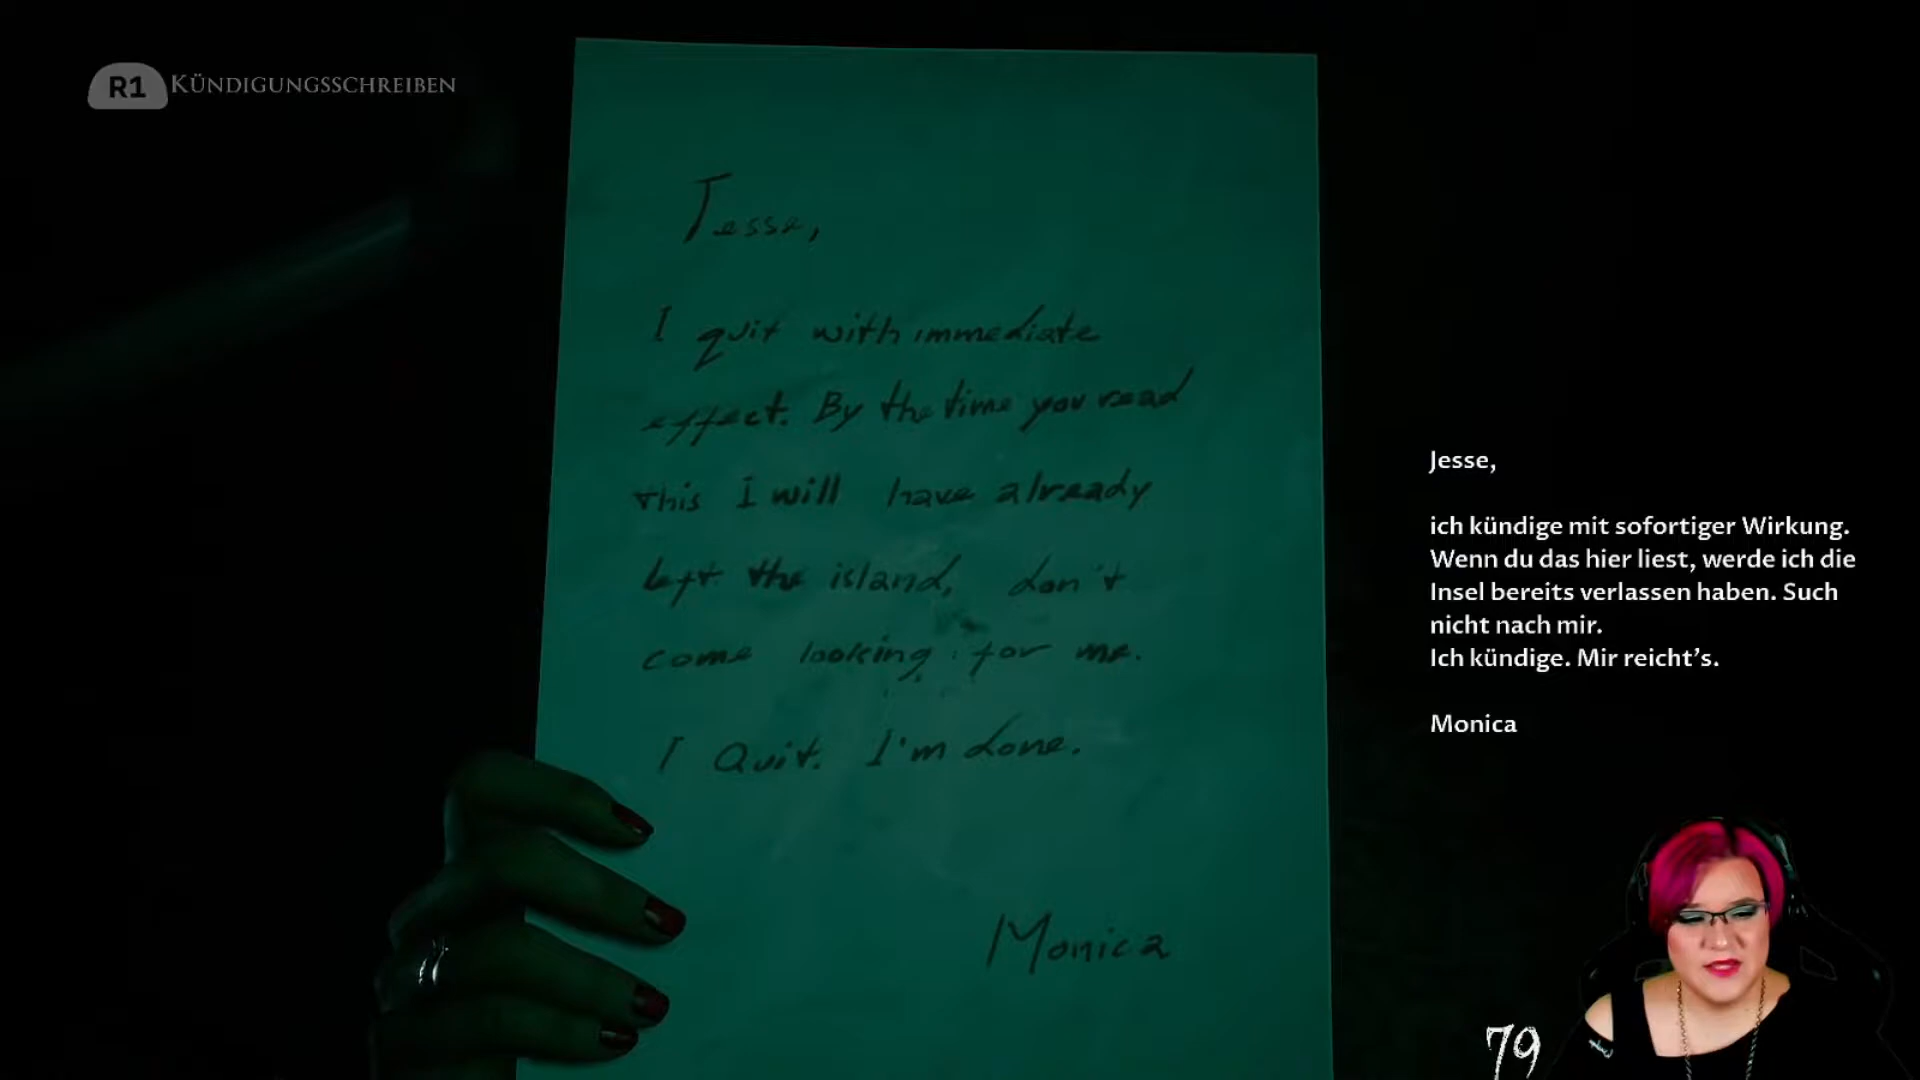 R1 KÜNDIGUNGSSCHREIBEN
Jesse,
I quit with immediate
effect. By the time you read
this I will have already
left the island, don't
come looking for me.
I Quit. I'm done.
Monica
Jesse,
ich kündige mit sofortiger Wirkung.
Wenn du das hier liest, werde ich die
Insel bereits verlassen haben. Such
nicht nach mir.
Ich kündige. Mir reicht's.
Monica
79